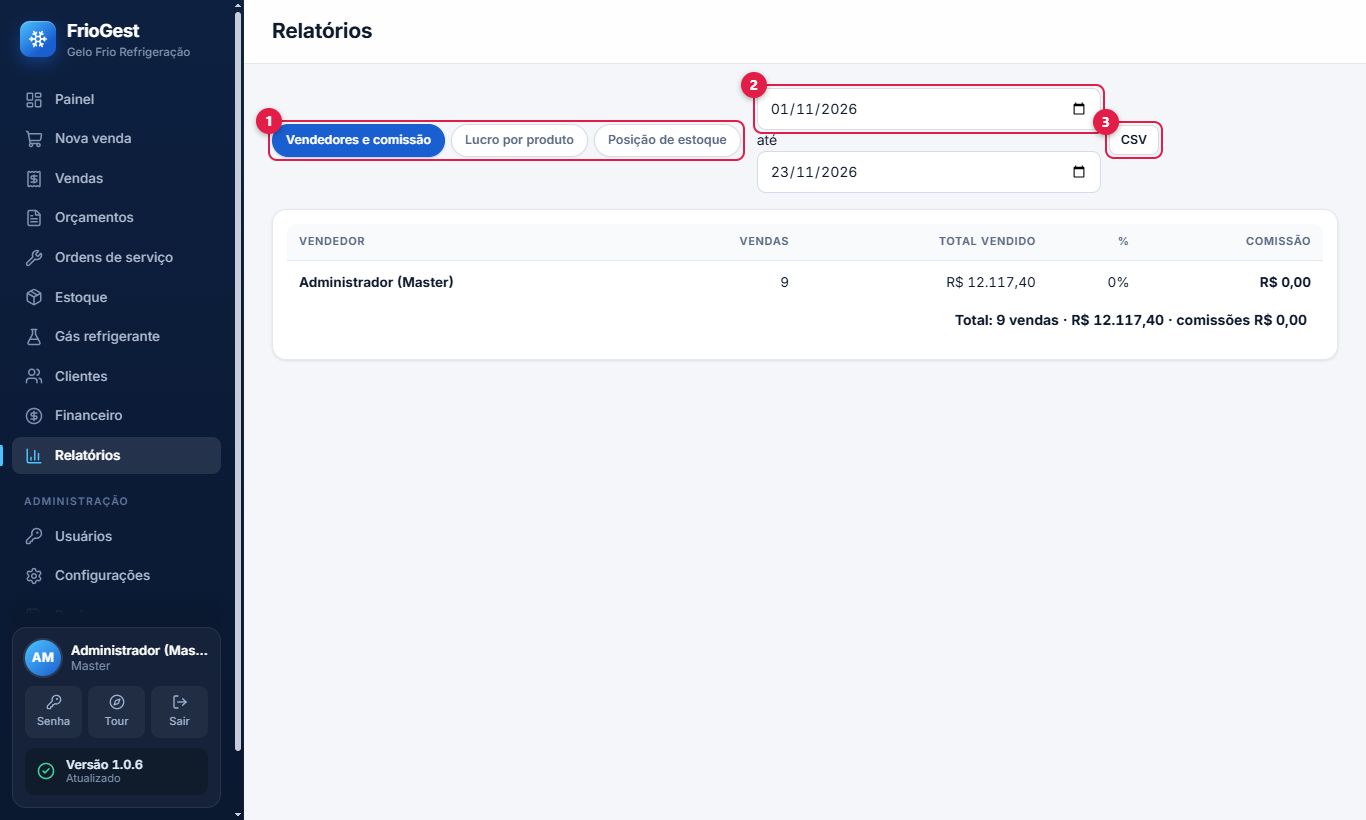 FrioGest
Gelo Frio Refrigeração
Painel
Nova venda
Vendas
Orçamentos
Ordens de serviço
Estoque
Gás refrigerante
Clientes
Financeiro
Relatórios
ADMINISTRAÇÃO
Usuários
Configurações
AM
Administrador (Mas...
Master
Senha
Tour
Sair
Versão 1.0.6
Atualizado
Relatórios
1
Vendedores e comissão
Lucro por produto
Posição de estoque
2
01/11/2026
até
23/11/2026
3
CSV
VENDEDOR VENDAS TOTAL VENDIDO % COMISSÃO
Administrador (Master) 9 R$ 12.117,40 0% R$ 0,00
Total: 9 vendas · R$ 12.117,40 · comissões R$ 0,00